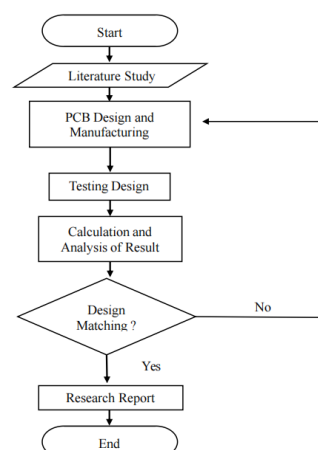 Start
Literature Study
PCB Design and
Manufacturing
Testing Design
Calculation and
Analysis of Result
Design
Matching ?
No
Yes
Research Report
End